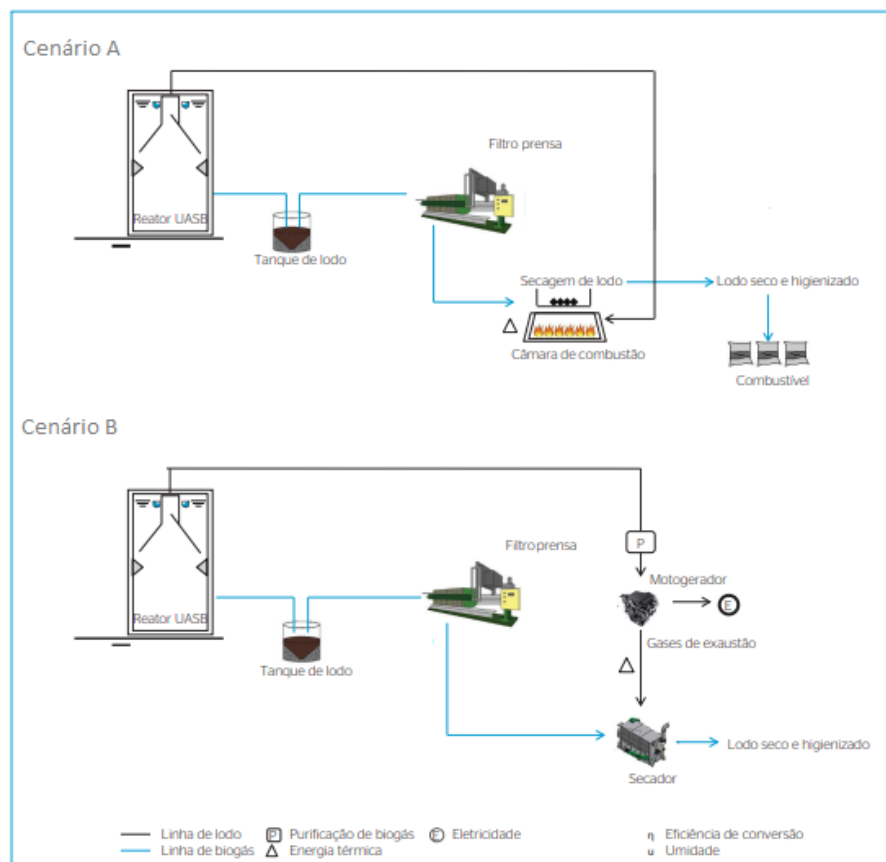 Cenário A
Filtro prensa
Reator UASB
Tanque de lodo
Secagem de lodo
Lodo seco e higienizado
Câmara de combustão
Combustível
Cenário B
P
Filtroprensa
Motogerador
E
Reator UASB
Gases de exaustão
Tanque de lodo
Lodo seco e higienizado
Secador
Linha de lodo
P Purificação de biogás
E Eletricidade
η Eficiência de conversão
Linha de biogás
Energia térmica
u Umidade